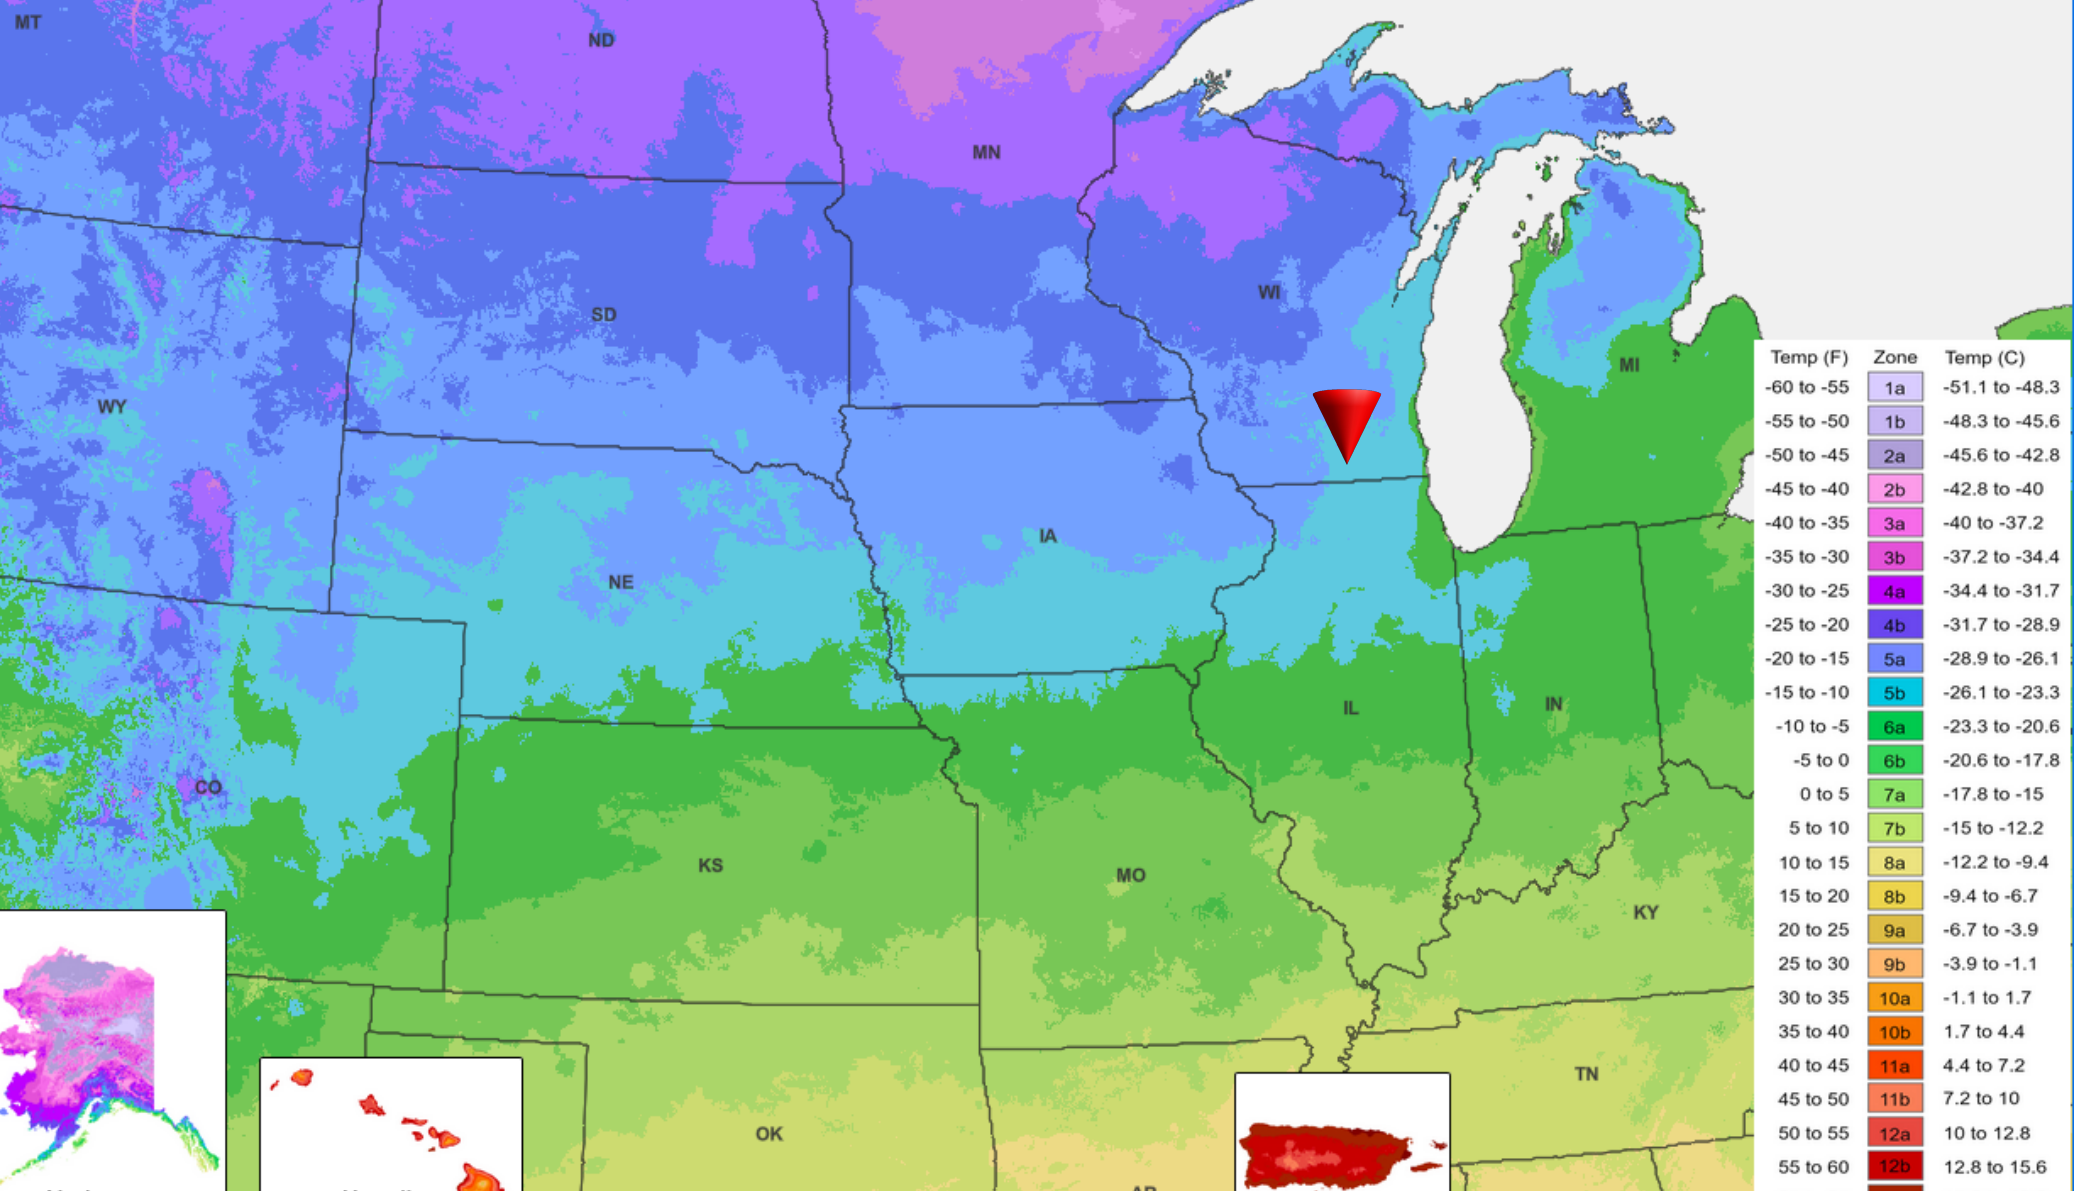 MT
ND
MN
WI
SD
MI
WY
IA
NE
IL
IN
CO
KS
MO
KY
TN
OK
Temp (F) Zone Temp (C)
-60 to -55 1a -51.1 to -48.3
-55 to -50 1b -48.3 to -45.6
-50 to -45 2a -45.6 to -42.8
-45 to -40 2b -42.8 to -40
-40 to -35 3a -40 to -37.2
-35 to -30 3b -37.2 to -34.4
-30 to -25 4a -34.4 to -31.7
-25 to -20 4b -31.7 to -28.9
-20 to -15 5a -28.9 to -26.1
-15 to -10 5b -26.1 to -23.3
-10 to -5 6a -23.3 to -20.6
-5 to 0 6b -20.6 to -17.8
0 to 5 7a -17.8 to -15
5 to 10 7b -15 to -12.2
10 to 15 8a -12.2 to -9.4
15 to 20 8b -9.4 to -6.7
20 to 25 9a -6.7 to -3.9
25 to 30 9b -3.9 to -1.1
30 to 35 10a -1.1 to 1.7
35 to 40 10b 1.7 to 4.4
40 to 45 11a 4.4 to 7.2
45 to 50 11b 7.2 to 10
50 to 55 12a 10 to 12.8
55 to 60 12b 12.8 to 15.6